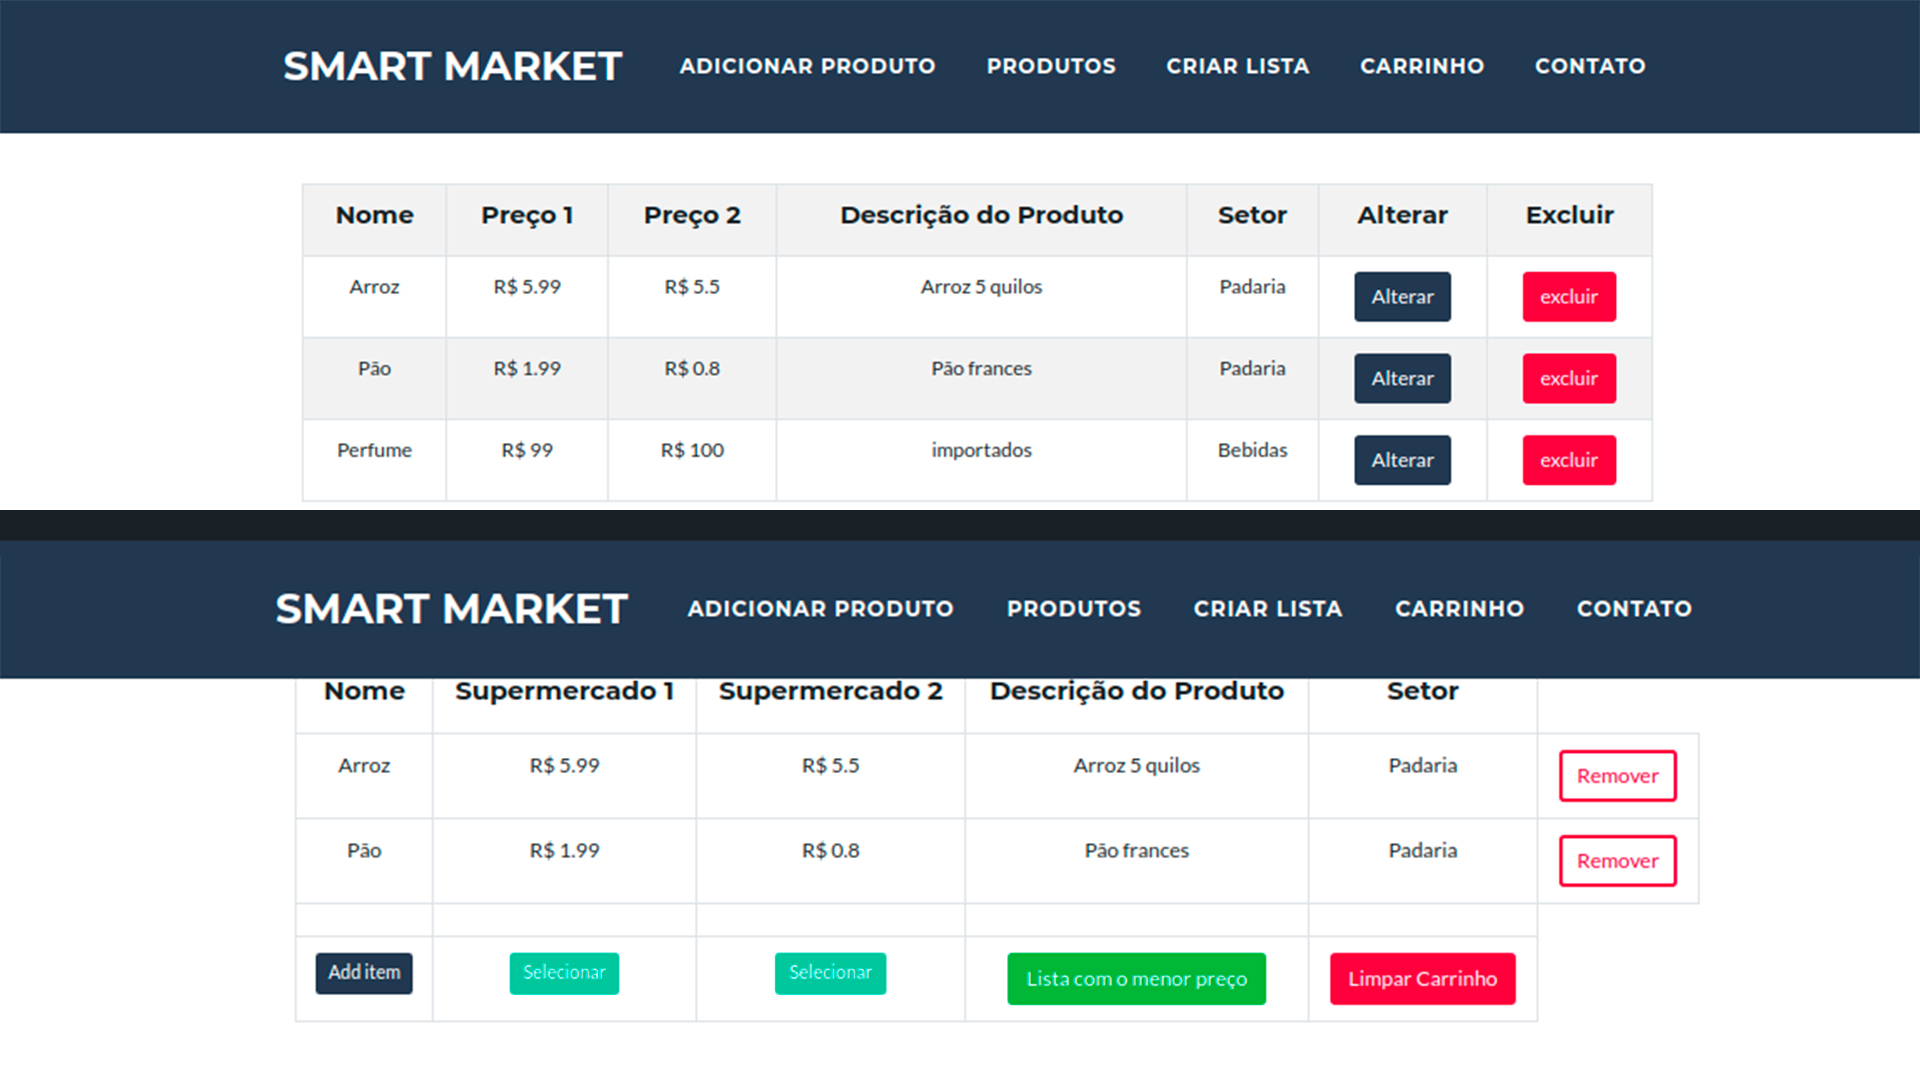 SMART MARKET ADICIONAR PRODUTO PRODUTOS CRIAR LISTA CARRINHO CONTATO
Nome Preço 1 Preço 2 Descrição do Produto Setor Alterar Excluir
Arroz R$ 5.99 R$ 5.5 Arroz 5 quilos Padaria Alterar excluir
Pão R$ 1.99 R$ 0.8 Pão frances Padaria Alterar excluir
Perfume R$ 99 R$ 100 importados Bebidas Alterar excluir
SMART MARKET ADICIONAR PRODUTO PRODUTOS CRIAR LISTA CARRINHO CONTATO
Nome Supermercado 1 Supermercado 2 Descrição do Produto Setor
Arroz R$ 5.99 R$ 5.5 Arroz 5 quilos Padaria Remover
Pão R$ 1.99 R$ 0.8 Pão frances Padaria Remover
Add item Selecionar Selecionar Lista com o menor preço Limpar Carrinho